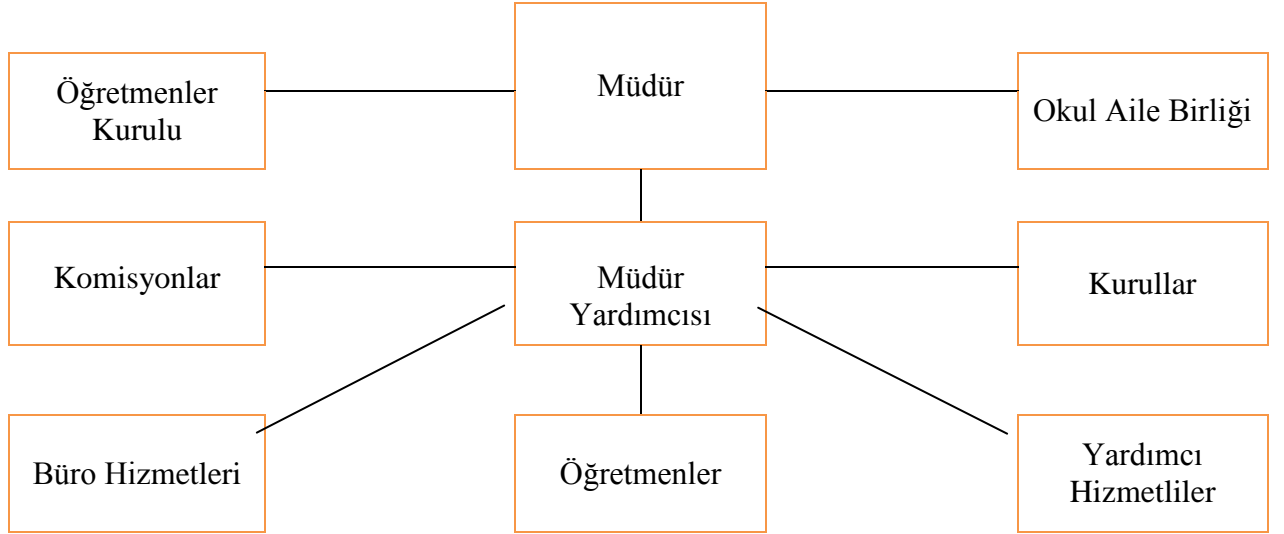 Müdür
Öğretmenler
Kurulu
Okul Aile Birliği
Komisyonlar
Müdür
Yardımcısı
Kurullar
Büro Hizmetleri
Öğretmenler
Yardımcı
Hizmetliler